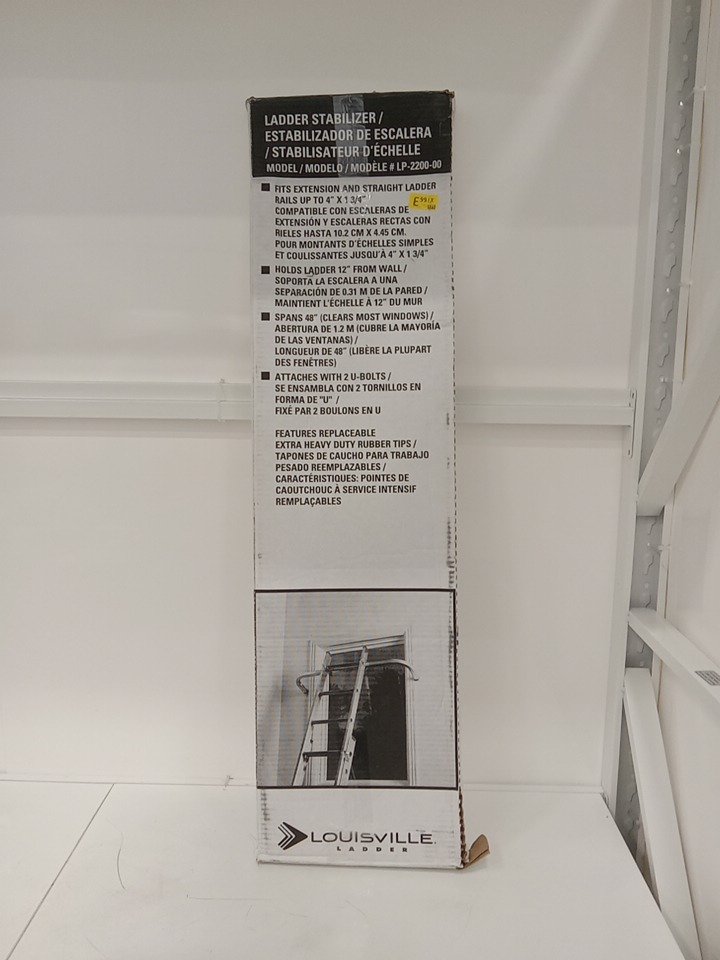 LADDER STABILIZER /
ESTABILIZADOR DE ESCALERA
/ STABILISATEUR D'ÉCHELLE
MODEL / MODELO / MODÈLE # LP-2200-00
FITS EXTENSION AND STRAIGHT LADDER
RAILS UP TO 4" X 1 3/4"
COMPATIBLE CON ESCALERAS DE
EXTENSIÓN Y ESCALERAS RECTAS CON
RIELES HASTA 10.2 CM X 4.45 CM.
POUR MONTANTS D'ÉCHELLES SIMPLES
ET COULISSANTES JUSQU'À 4" X 1 3/4"
HOLDS LADDER 12" FROM WALL /
SOPORTA LA ESCALERA A UNA
SEPARACIÓN DE 0.31 M DE LA PARED /
MAINTIENT L'ÉCHELLE À 12" DU MUR
SPANS 48" (CLEARS MOST WINDOWS) /
ABERTURA DE 1.2 M (CUBRE LA MAYORÍA
DE LAS VENTANAS) /
LONGUEUR DE 48" (LIBÈRE LA PLUPART
DES FENÊTRES)
ATTACHES WITH 2 U-BOLTS /
SE ENSAMBLA CON 2 TORNILLOS EN
FORMA DE "U" /
FIXÉ PAR 2 BOULONS EN U
FEATURES REPLACEABLE
EXTRA HEAVY DUTY RUBBER TIPS /
TAPONES DE CAUCHO PARA TRABAJO
PESADO REEMPLAZABLES /
CARACTÉRISTIQUES: POINTES DE
CAOUTCHOUC À SERVICE INTENSIF
REMPLAÇABLES
LOUISVILLE
LADDER